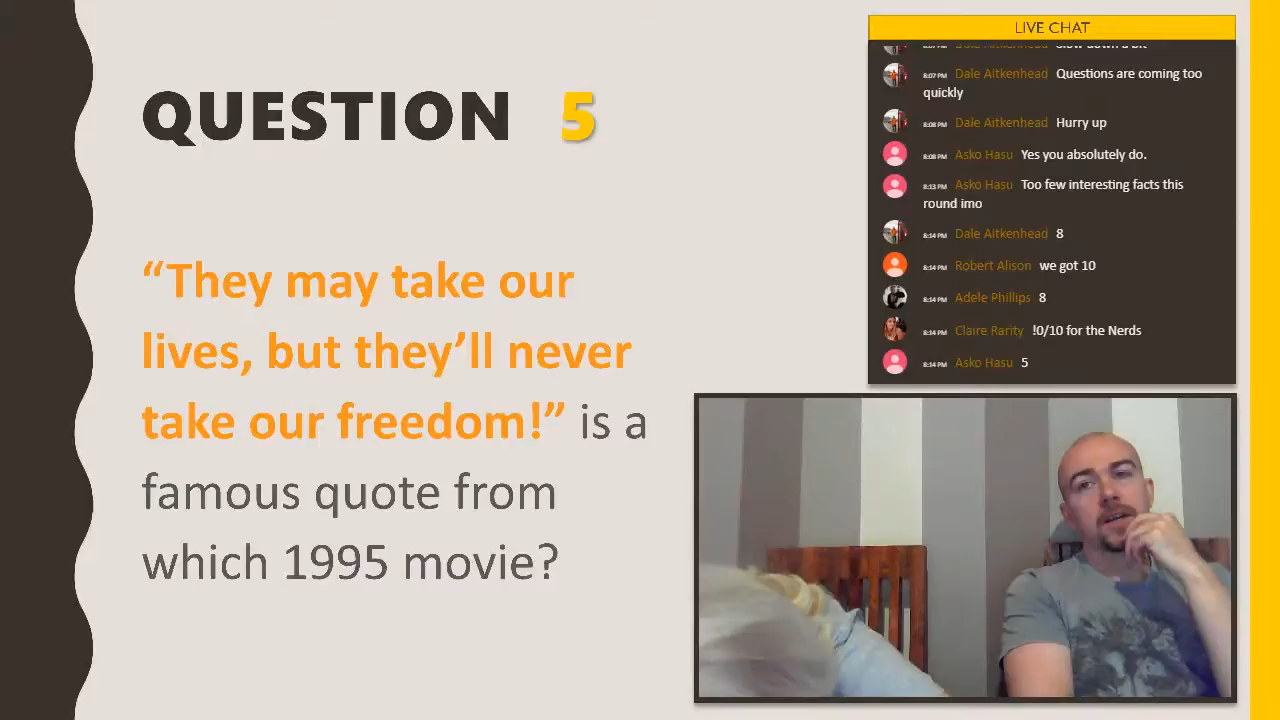 QUESTION 5
“They may take our
lives, but they’ll never
take our freedom!” is a
famous quote from
which 1995 movie?
LIVE CHAT
8:07 PM Dale Aitkenhead Questions are coming too
quickly
8:08 PM Dale Aitkenhead Hurry up
8:08 PM Asko Hasu Yes you absolutely do.
8:13 PM Asko Hasu Too few interesting facts this
round imo
8:14 PM Dale Aitkenhead 8
8:14 PM Robert Alison we got 10
8:14 PM Adele Phillips 8
8:14 PM Claire Rarity !0/10 for the Nerds
8:14 PM Asko Hasu 5